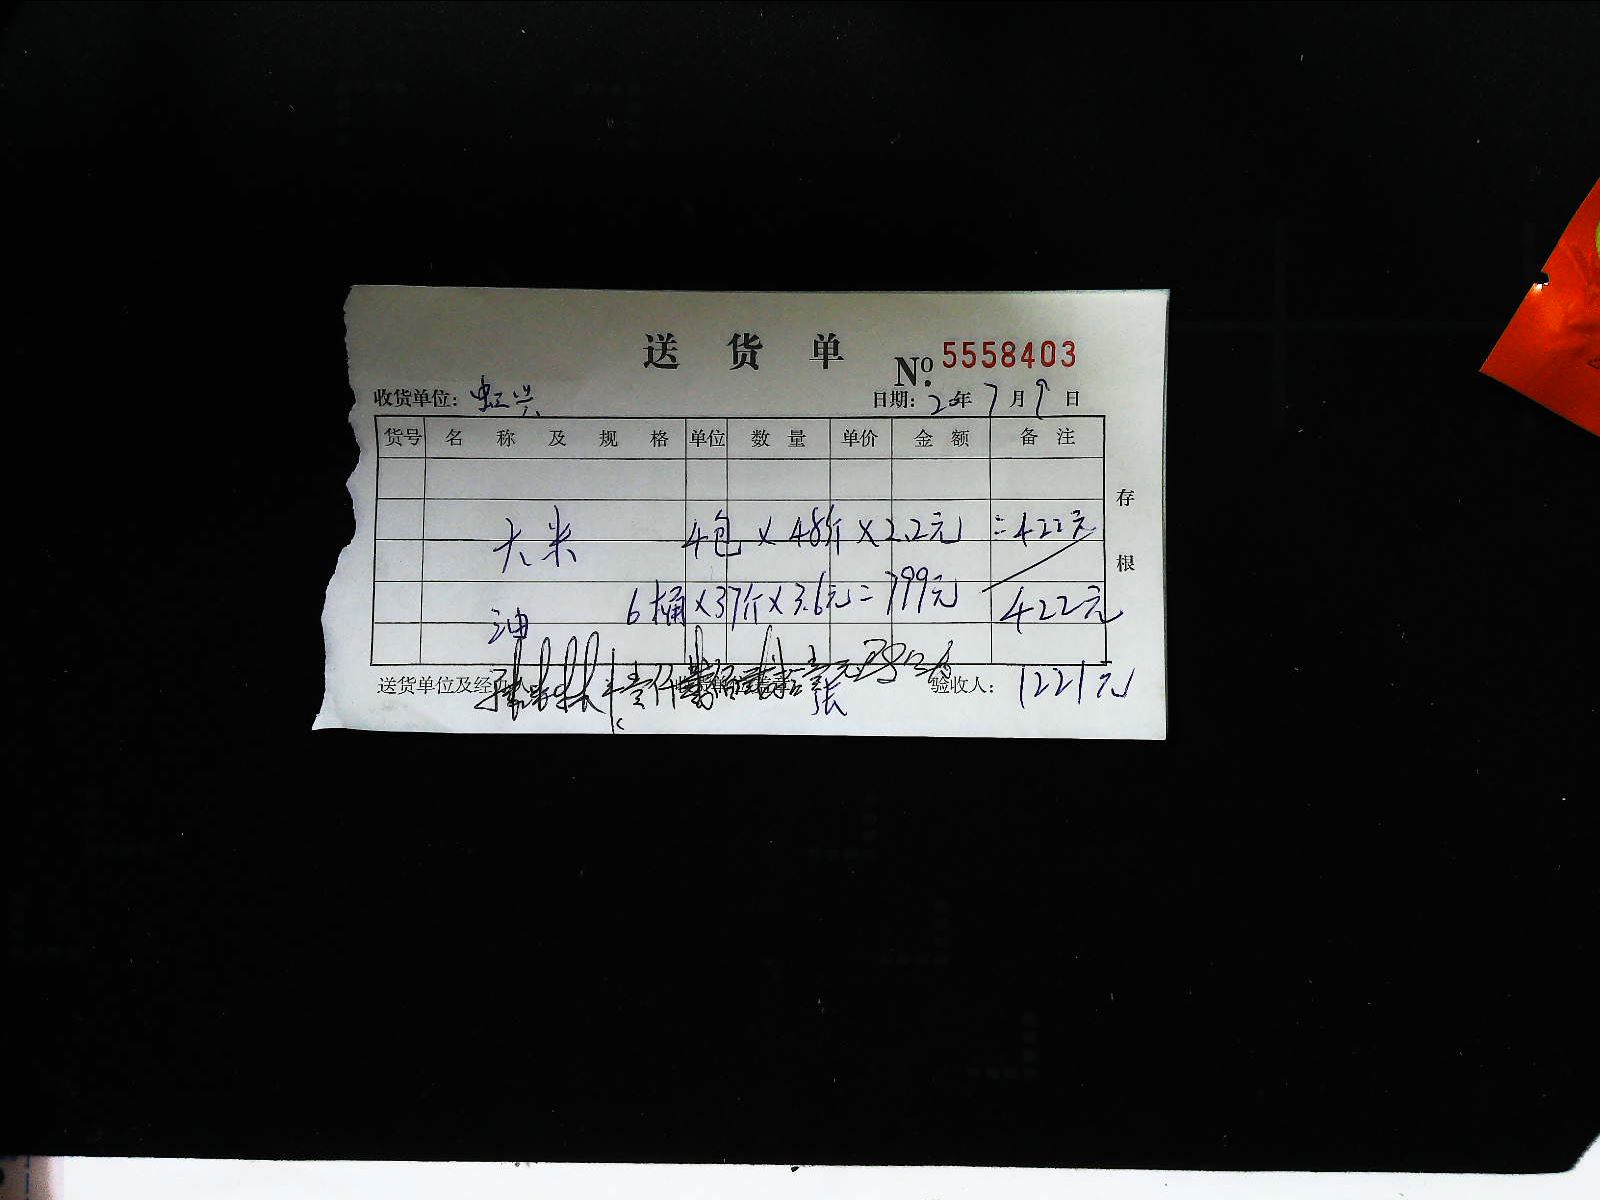 送货单 № 5558403
收货单位：虹兴 日期：20年7月9日
货号 名称及规格 单位 数量 单价 金额 备注
大米 4包×48斤×2.2元=422元
油 6桶×37斤×3.6元=799元 422元
存根
送货单位及经 验收人： 1221元
张